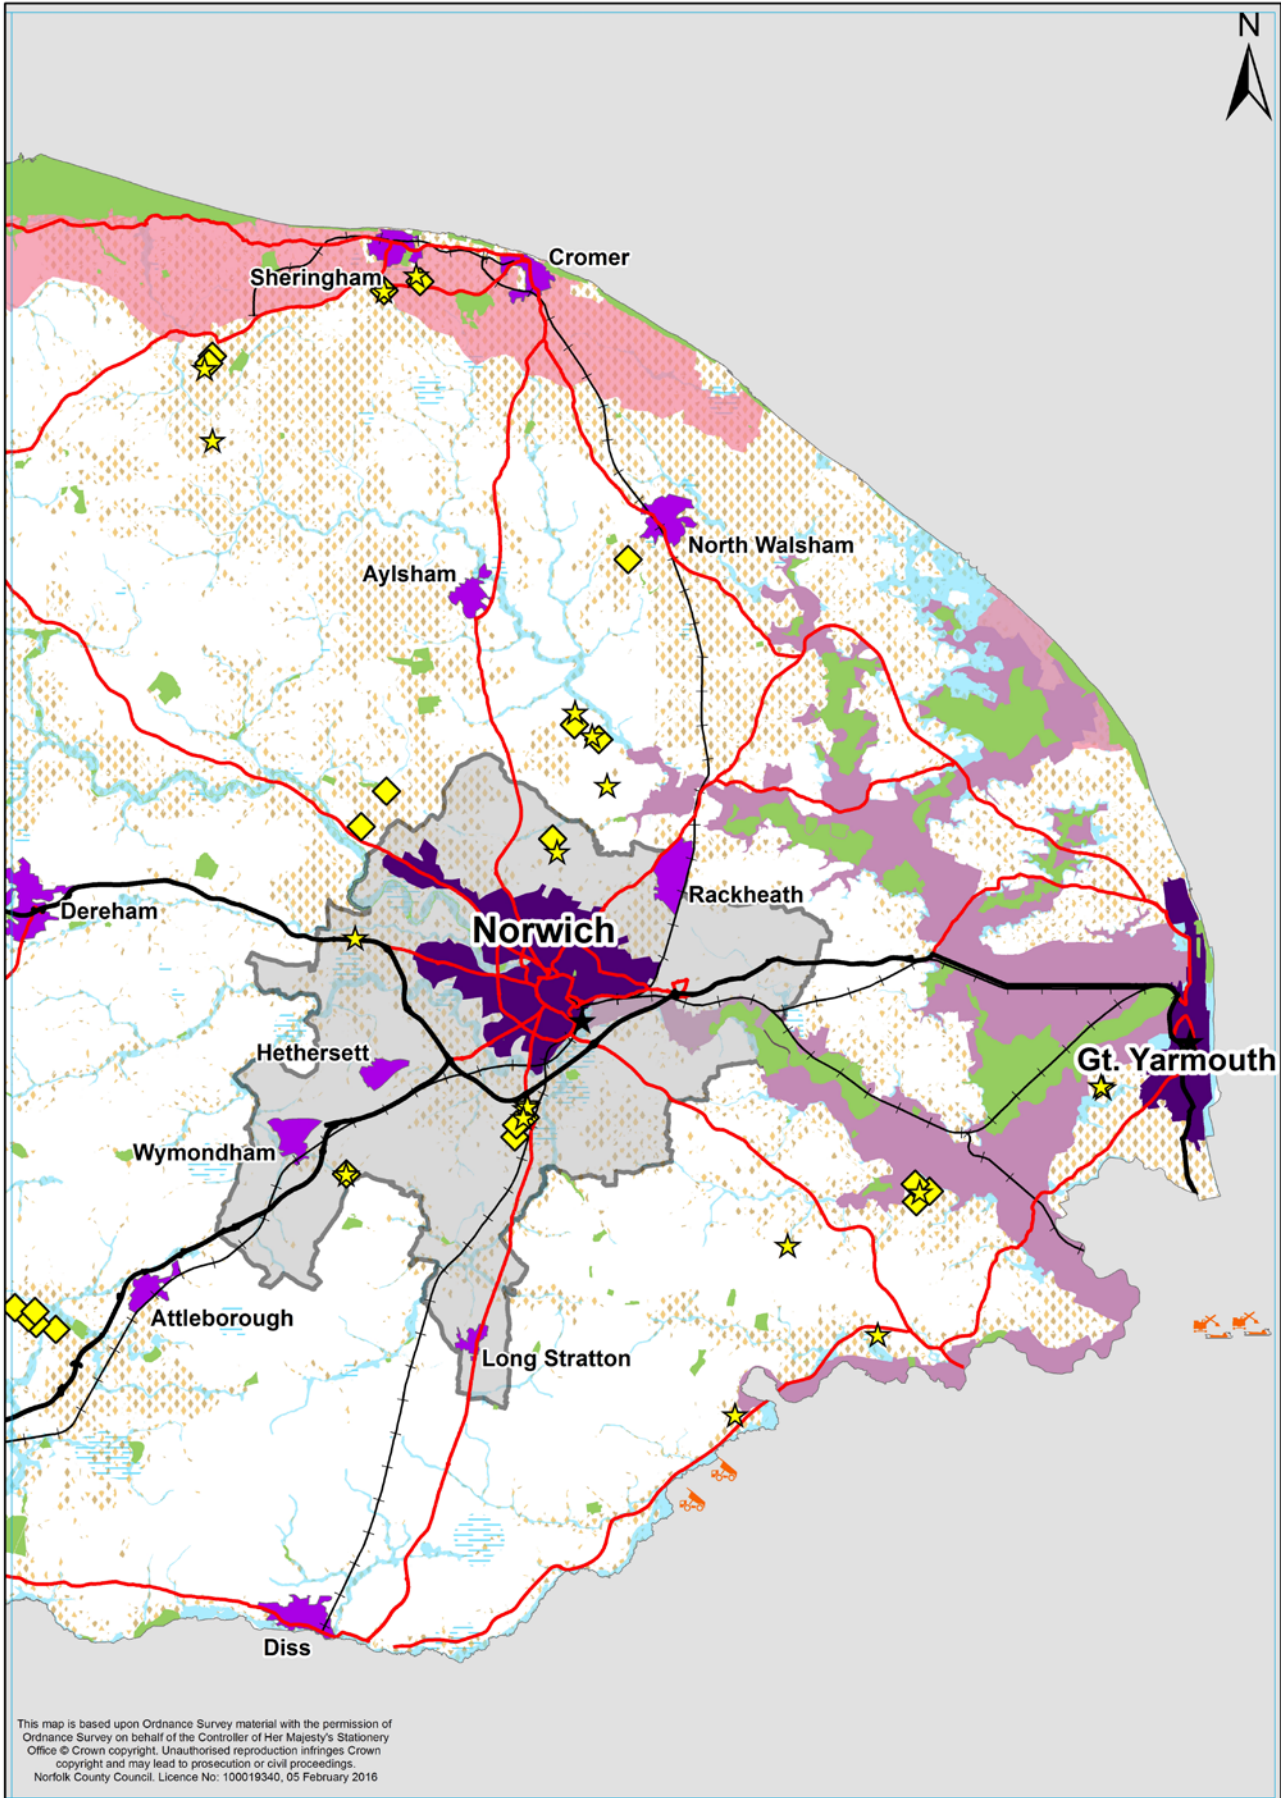 N
Cromer
Sheringham
North Walsham
Aylsham
Rackheath
Dereham
Norwich
Hethersett
Gt. Yarmouth
Wymondham
Attleborough
Long Stratton
Diss
This map is based upon Ordnance Survey material with the permission of
Ordnance Survey on behalf of the Controller of Her Majesty's Stationery
Office © Crown copyright. Unauthorised reproduction infringes Crown
copyright and may lead to prosecution or civil proceedings.
Norfolk County Council. Licence No: 100019340, 05 February 2016